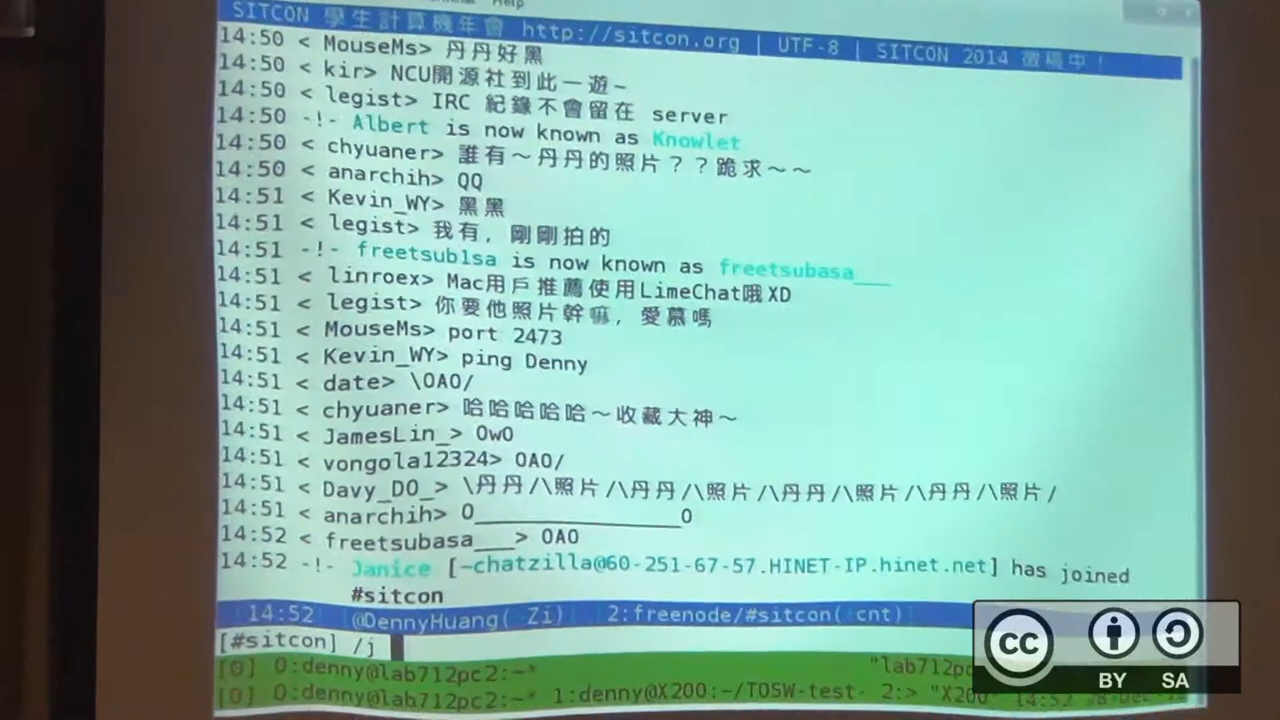 Help
SITCON 學生計算機年會 http://sitcon.org | UTF-8 | SITCON 2014 徵稿中!
14:50 < MouseMs> 丹丹好黑
14:50 < kir> NCU開源社到此一遊~
14:50 < legist> IRC 紀錄不會留在 server
14:50 -!- Albert is now known as Knowlet
14:50 < chyuaner> 誰有～丹丹的照片？？跪求～～
14:50 < anarchih> QQ
14:51 < Kevin_WY> 黑黑
14:51 < legist> 我有, 剛剛拍的
14:51 -!- freetsub1sa is now known as freetsubasa___
14:51 < linroex> Mac用戶推薦使用LimeChat哦XD
14:51 < legist> 你要他照片幹嘛, 愛慕嗎
14:51 < MouseMs> port 2473
14:51 < Kevin_WY> ping Denny
14:51 < date> \OAO/
14:51 < chyuaner> 哈哈哈哈哈～收藏大神～
14:51 < JamesLin_> OwO
14:51 < vongola12324> OAO/
14:51 < Davy_DO_> \丹丹/\照片/\丹丹/\照片/\丹丹/\照片/\丹丹/\照片/
14:51 < anarchih> O________________O
14:52 < freetsubasa___> OAO
14:52 -!- Janice [~chatzilla@60-251-67-57.HINET-IP.hinet.net] has joined
#sitcon
14:52 @DennyHuang( Zi) 2:freenode/#sitcon( cnt)
[#sitcon] /j
[0] 0:denny@lab712pc2:~* "lab712pc
[0] 0:denny@lab712pc2:~* 1:denny@X200:~/TOSW-test- 2:> "X200" 14:52
CC
BY SA